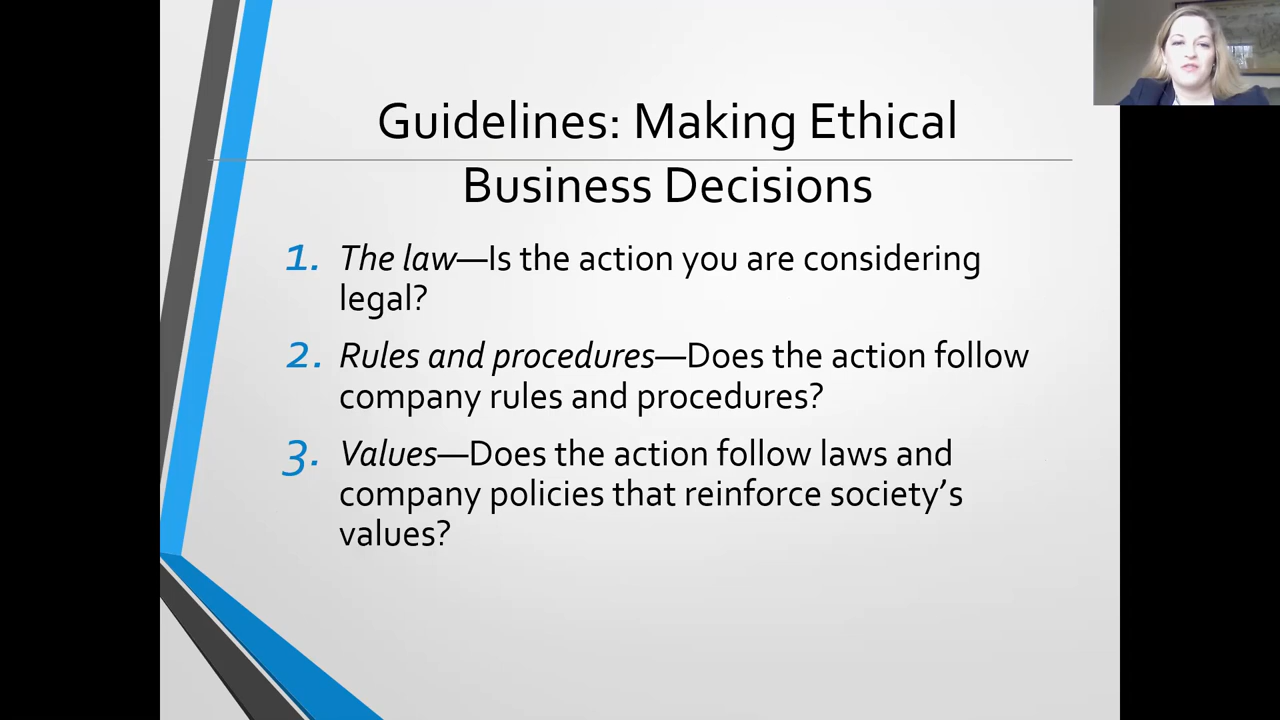 Guidelines: Making Ethical
Business Decisions
1. The law—Is the action you are considering
legal?
2. Rules and procedures—Does the action follow
company rules and procedures?
3. Values—Does the action follow laws and
company policies that reinforce society’s
values?